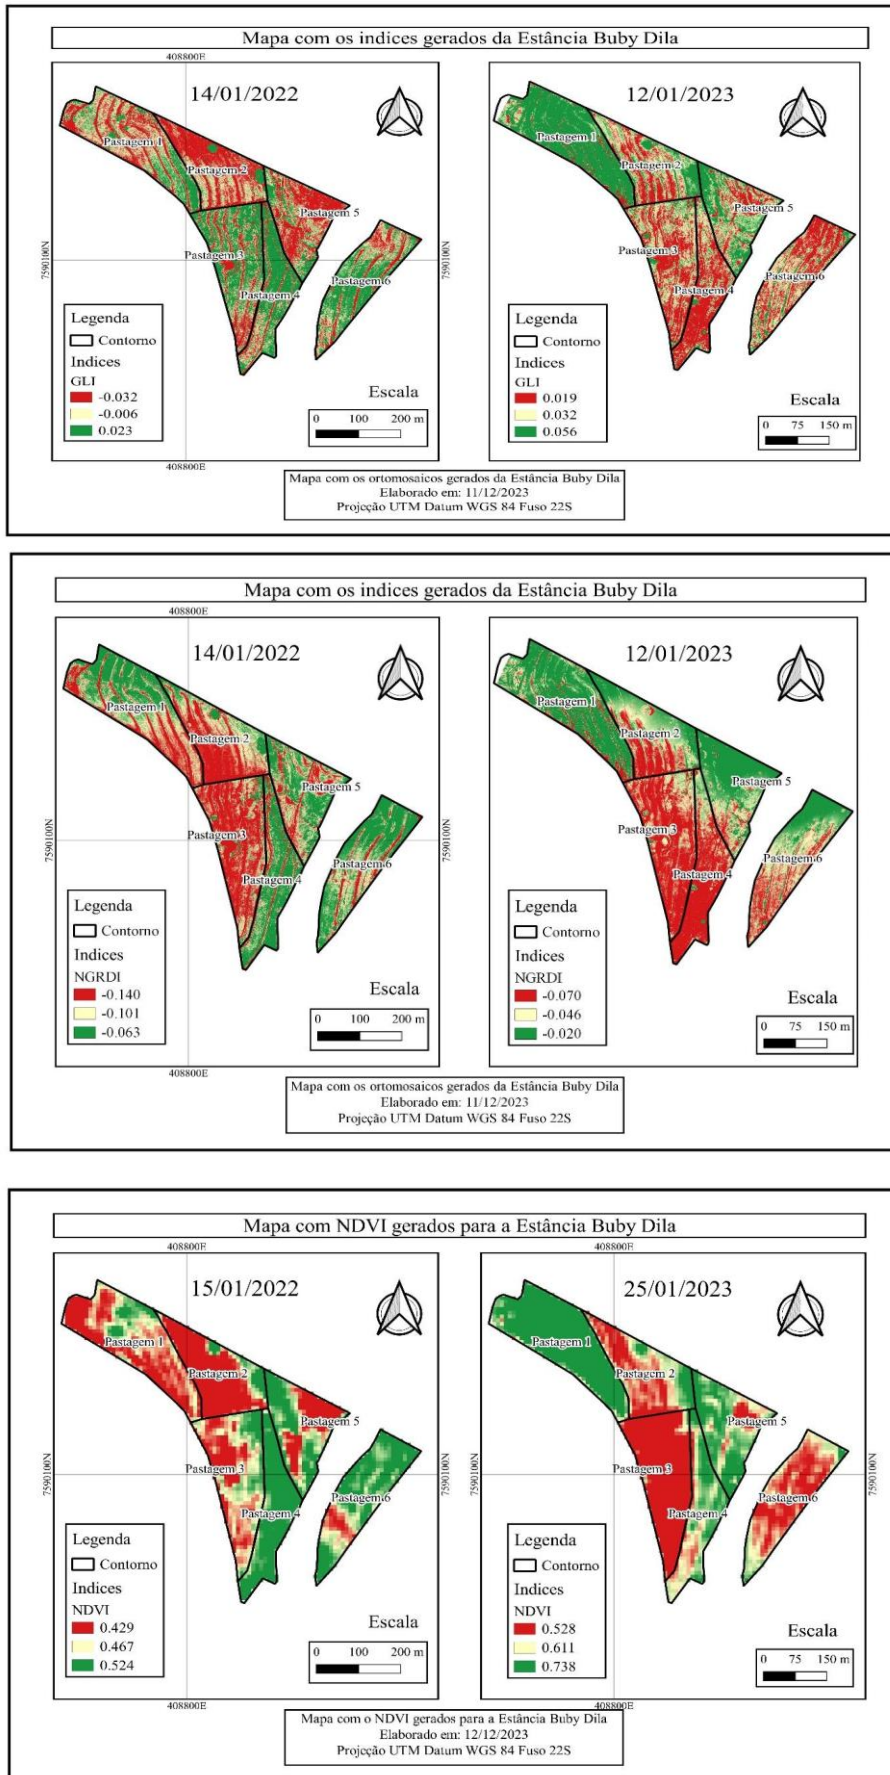 Mapa com os indices gerados da Estância Buby Dila
408800E
14/01/2022
12/01/2023
Pastagem 1
Pastagem 2
Pastagem 5
Pastagem 3
Pastagem 4
Pastagem 6
Pastagem 1
Pastagem 2
Pastagem 5
Pastagem 3
Pastagem 4
Pastagem 6
7590100N
7590100N
Legenda
Contorno
Indices
GLI
-0.032
-0.006
0.023
Escala
0 100 200 m
Legenda
Contorno
Indices
GLI
0.019
0.032
0.056
Escala
0 75 150 m
408800E
Mapa com os ortomosaicos gerados da Estância Buby Dila
Elaborado em: 11/12/2023
Projeção UTM Datum WGS 84 Fuso 22S
Mapa com os indices gerados da Estância Buby Dila
408800E
14/01/2022
12/01/2023
Pastagem 1
Pastagem 2
Pastagem 5
Pastagem 3
Pastagem 4
Pastagem 6
Pastagem 1
Pastagem 2
Pastagem 5
Pastagem 3
Pastagem 4
Pastagem 6
7590100N
7590100N
Legenda
Contorno
Indices
NGRDI
-0.140
-0.101
-0.063
Escala
0 100 200 m
Legenda
Contorno
Indices
NGRDI
-0.070
-0.046
-0.020
Escala
0 75 150 m
408800E
Mapa com os ortomosaicos gerados da Estância Buby Dila
Elaborado em: 11/12/2023
Projeção UTM Datum WGS 84 Fuso 22S
Mapa com NDVI gerados para a Estância Buby Dila
408800E
408800E
15/01/2022
25/01/2023
Pastagem 1
Pastagem 2
Pastagem 5
Pastagem 3
Pastagem 4
Pastagem 6
Pastagem 1
Pastagem 2
Pastagem 5
Pastagem 3
Pastagem 4
Pastagem 6
7590100N
7590100N
Legenda
Contorno
Indices
NDVI
0.429
0.467
0.524
Escala
0 100 200 m
Legenda
Contorno
Indices
NDVI
0.528
0.611
0.738
Escala
0 75 150 m
408800E
408800E
Mapa com o NDVI gerados para a Estância Buby Dila
Elaborado em: 12/12/2023
Projeção UTM Datum WGS 84 Fuso 22S